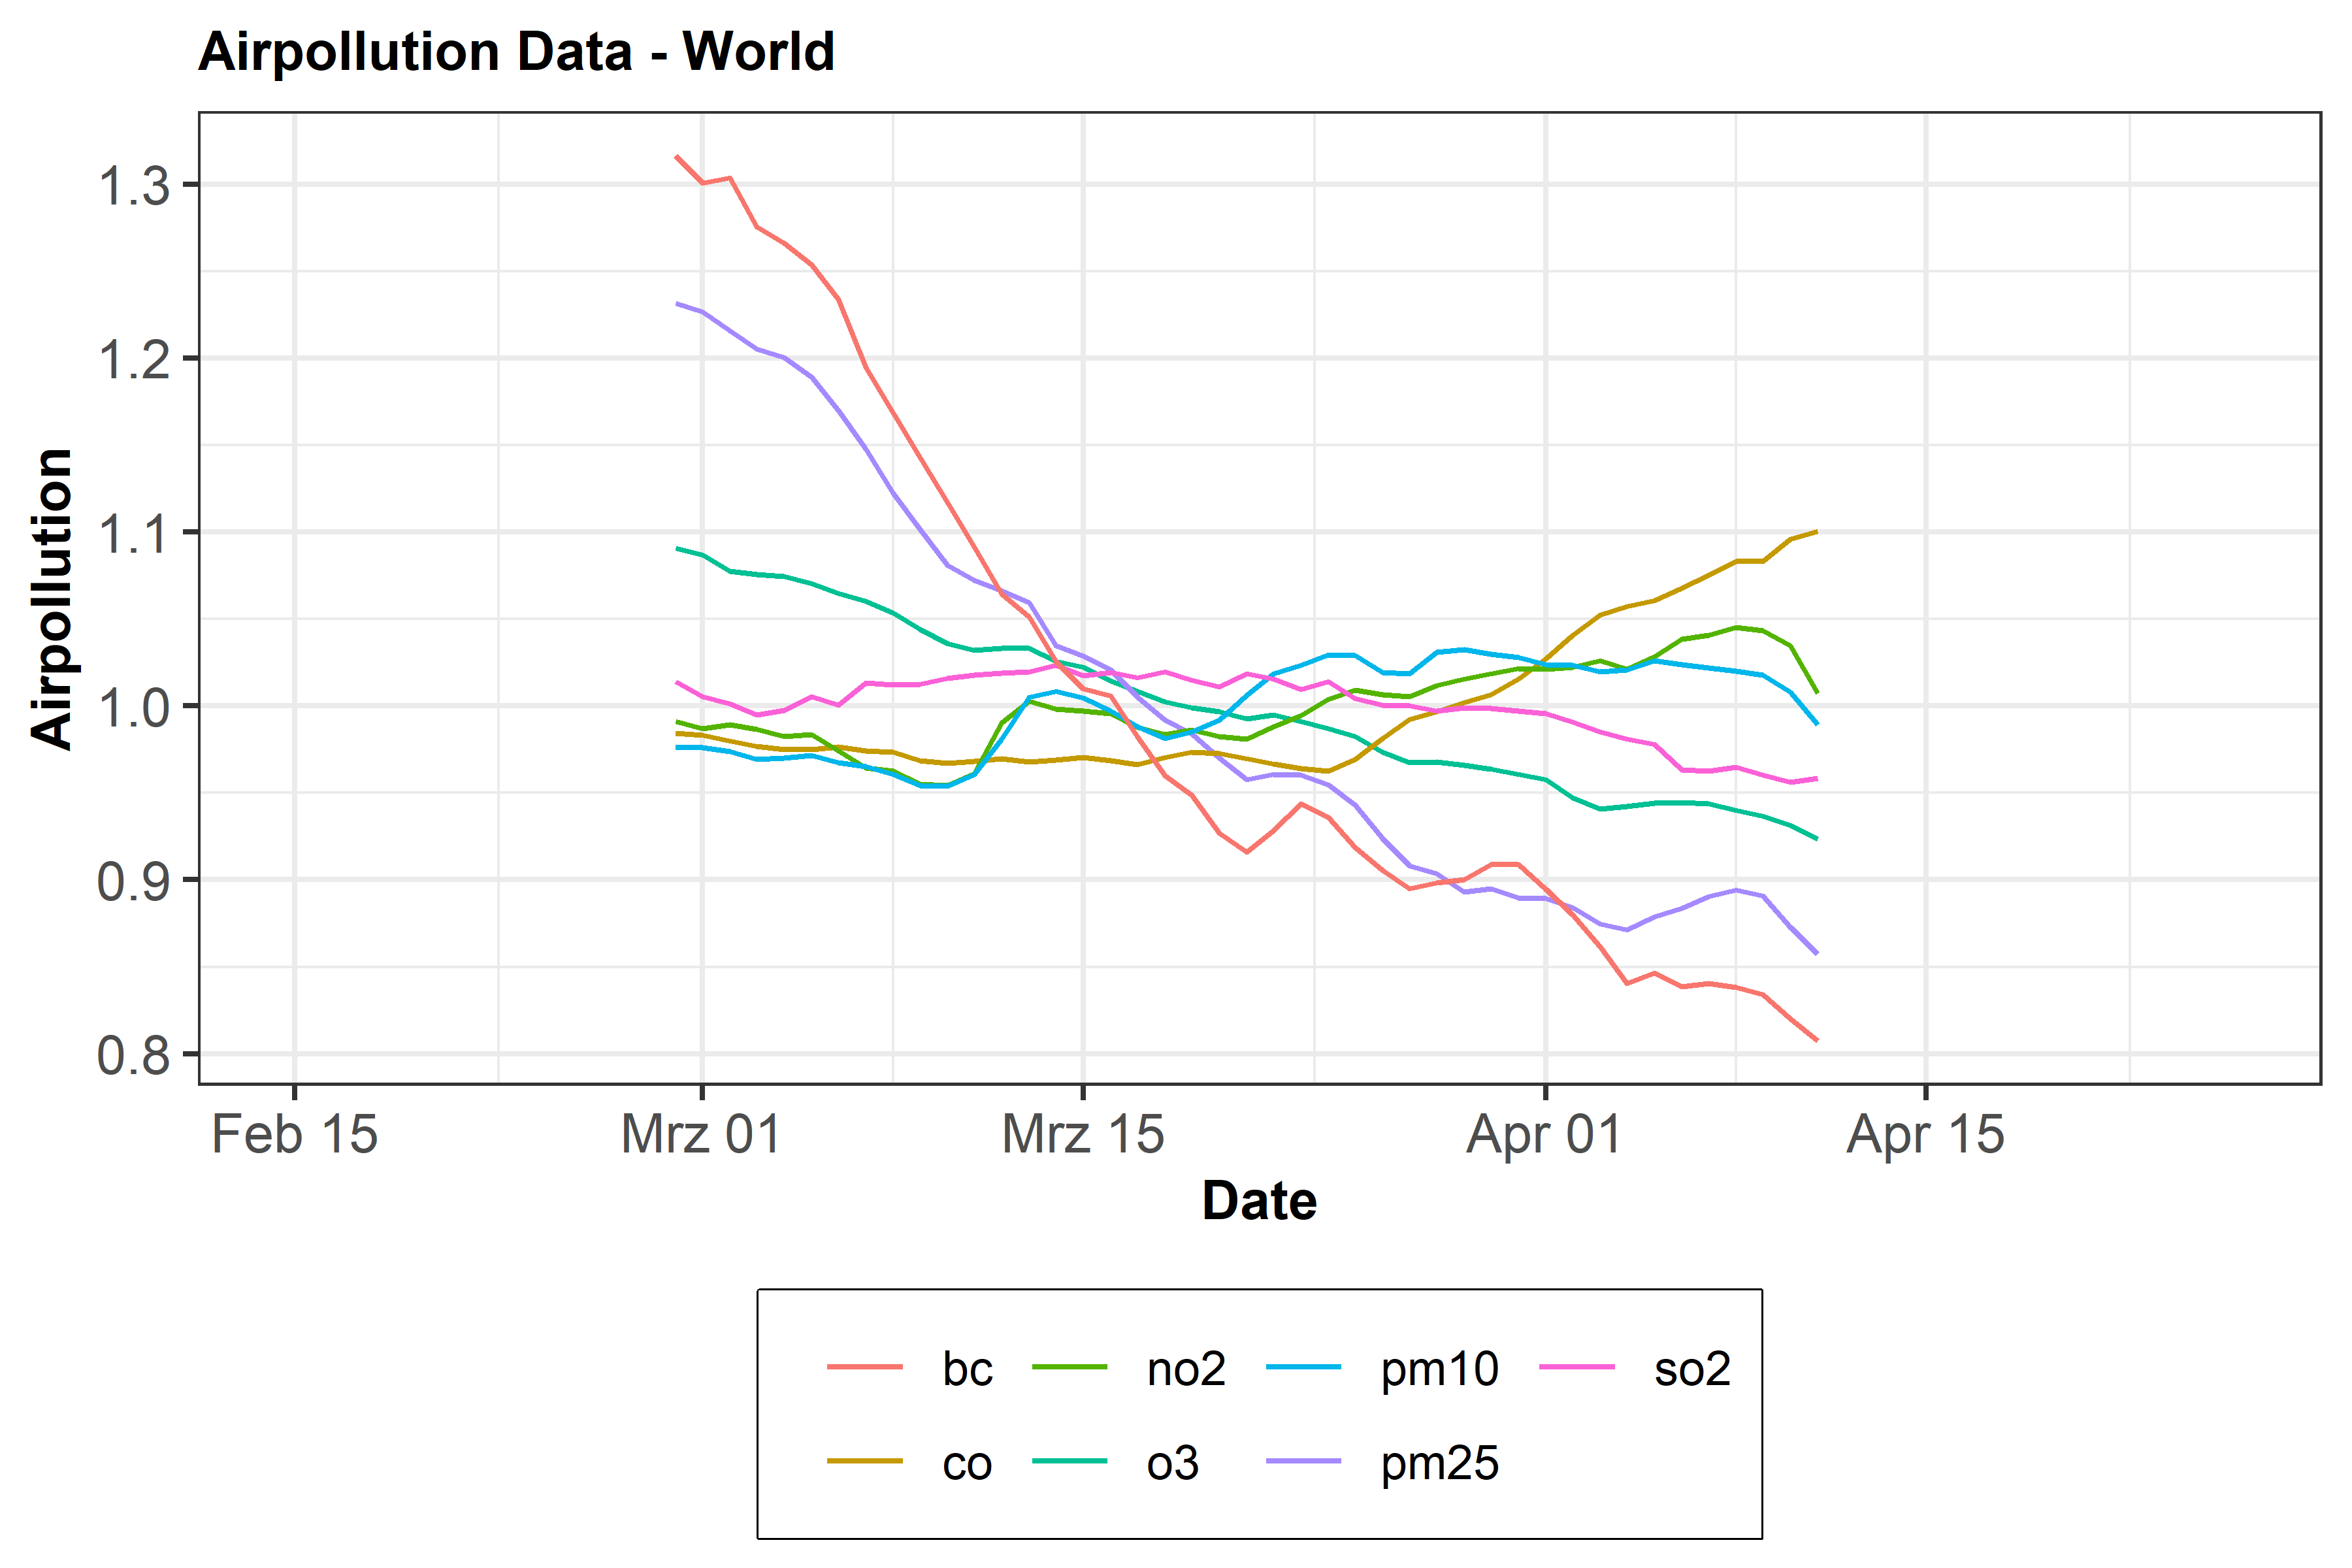 Airpollution Data - World
Airpollution
1.3
1.2
1.1
1.0
0.9
0.8
Feb 15 Mrz 01 Mrz 15 Apr 01 Apr 15
Date
bc no2 pm10 so2
co o3 pm25